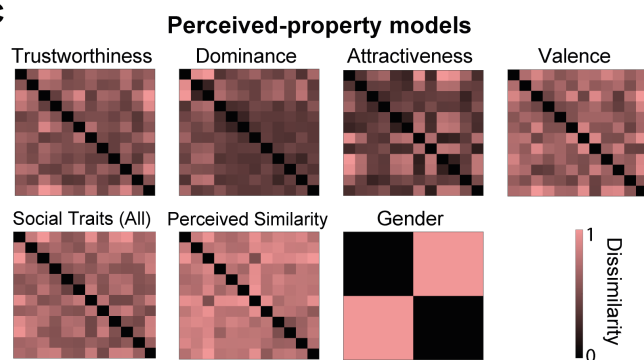 C
Perceived-property models
Trustworthiness Dominance Attractiveness Valence
Social Traits (All) Perceived Similarity Gender
1
Dissimilarity
0